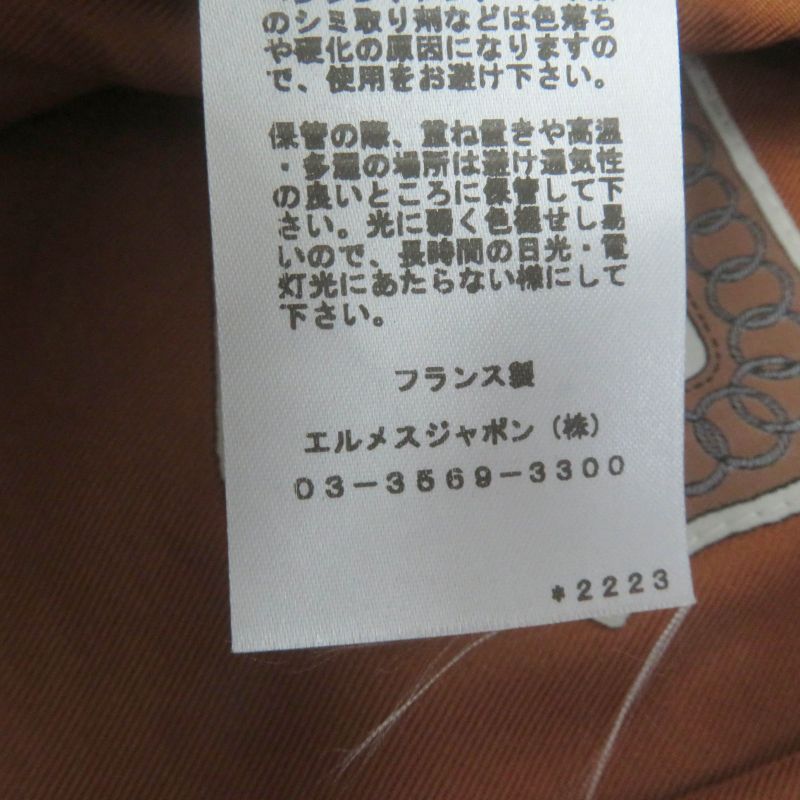 のシミ取り剤などは色落ち
や硬化の原因になりますの
で、使用をお避け下さい。
保管の際、重ね置きや高温
・多湿の場所は避け通気性
の良いところに保管して下
さい。光に弱く色褪せし易
いので、長時間の日光・電
灯光にあたらない様にして
下さい。
フランス製
エルメスジャポン(株)
03-3569-3300
*2223